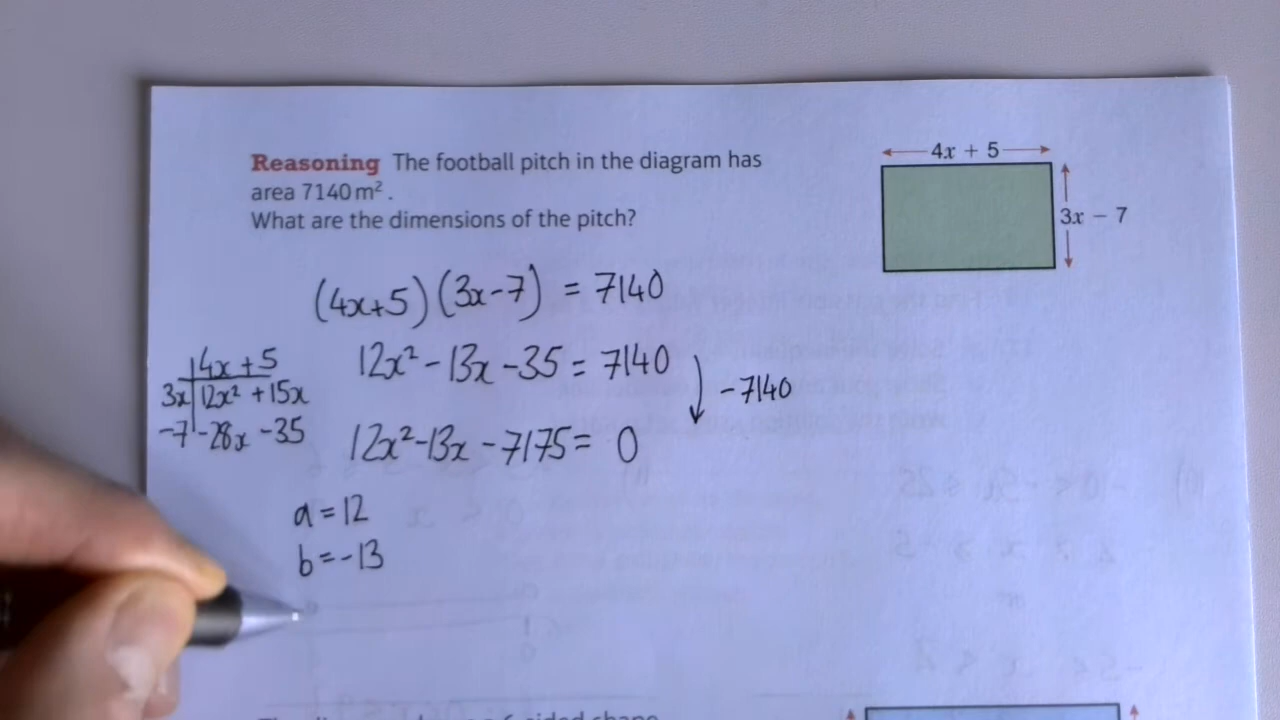 Reasoning The football pitch in the diagram has
area 7140 m².
What are the dimensions of the pitch?
4x + 5
3x − 7
(4x+5)(3x-7) = 7140
12x² - 13x - 35 = 7140
- 7140
4x + 5
3x 12x² + 15x
-7 -28x -35
12x² - 13x - 7175 = 0
a = 12
b = -13